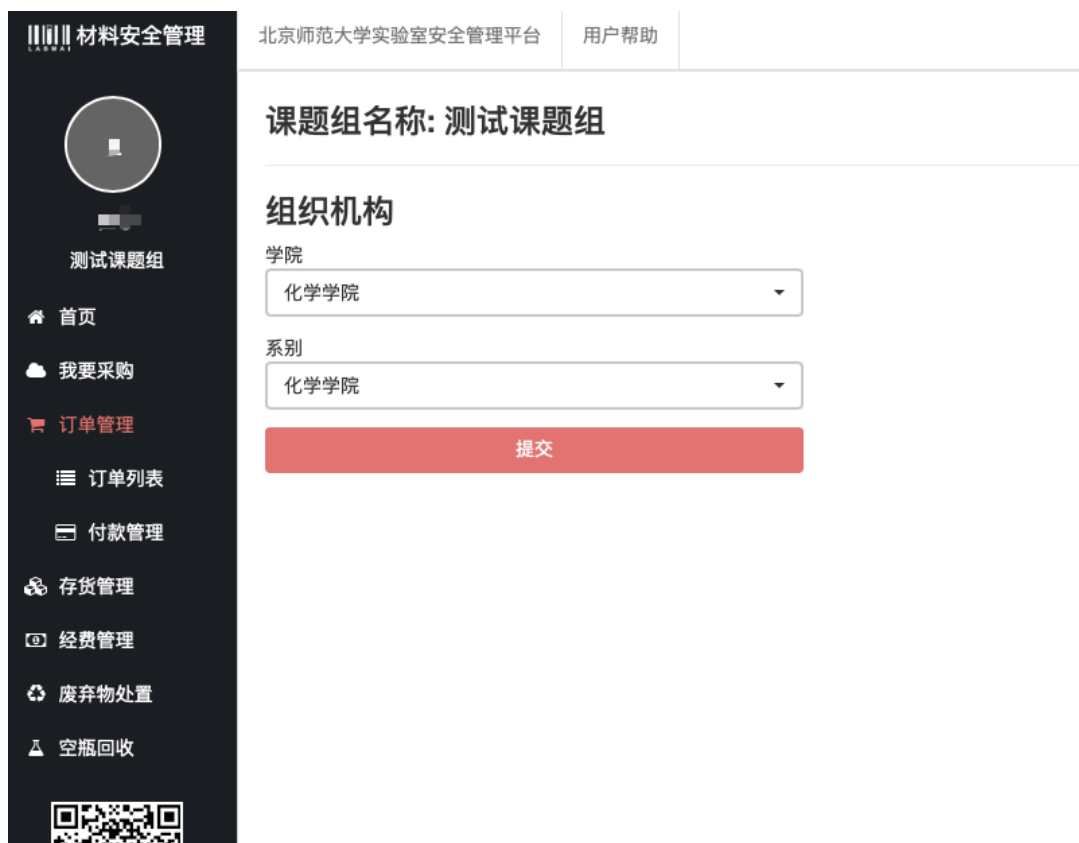 材料安全管理
LABMAI
北京师范大学实验室安全管理平台
用户帮助
测试课题组
首页
我要采购
订单管理
订单列表
付款管理
存货管理
经费管理
废弃物处置
空瓶回收
课题组名称: 测试课题组
组织机构
学院
化学学院
系别
化学学院
提交